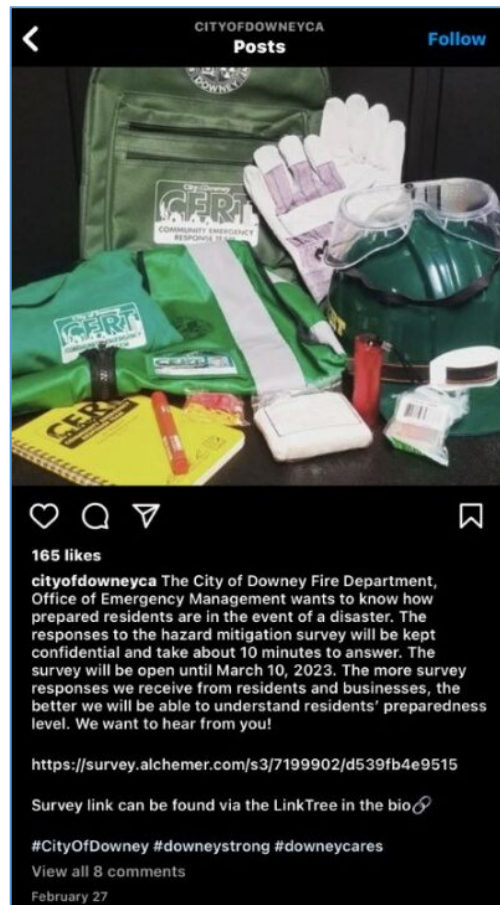 CITYOFDOWNEYCA
Posts
Follow
DOWNEY
City of Downey
CERT
COMMUNITY EMERGENCY
RESPONSE TEAM
CERT
CERT
165 likes
cityofdowneyca The City of Downey Fire Department,
Office of Emergency Management wants to know how
prepared residents are in the event of a disaster. The
responses to the hazard mitigation survey will be kept
confidential and take about 10 minutes to answer. The
survey will be open until March 10, 2023. The more survey
responses we receive from residents and businesses, the
better we will be able to understand residents' preparedness
level. We want to hear from you!
https://survey.alchemer.com/s3/7199902/d539fb4e9515
Survey link can be found via the LinkTree in the bio🔗
#CityOfDowney #downeystrong #downeycares
View all 8 comments
February 27